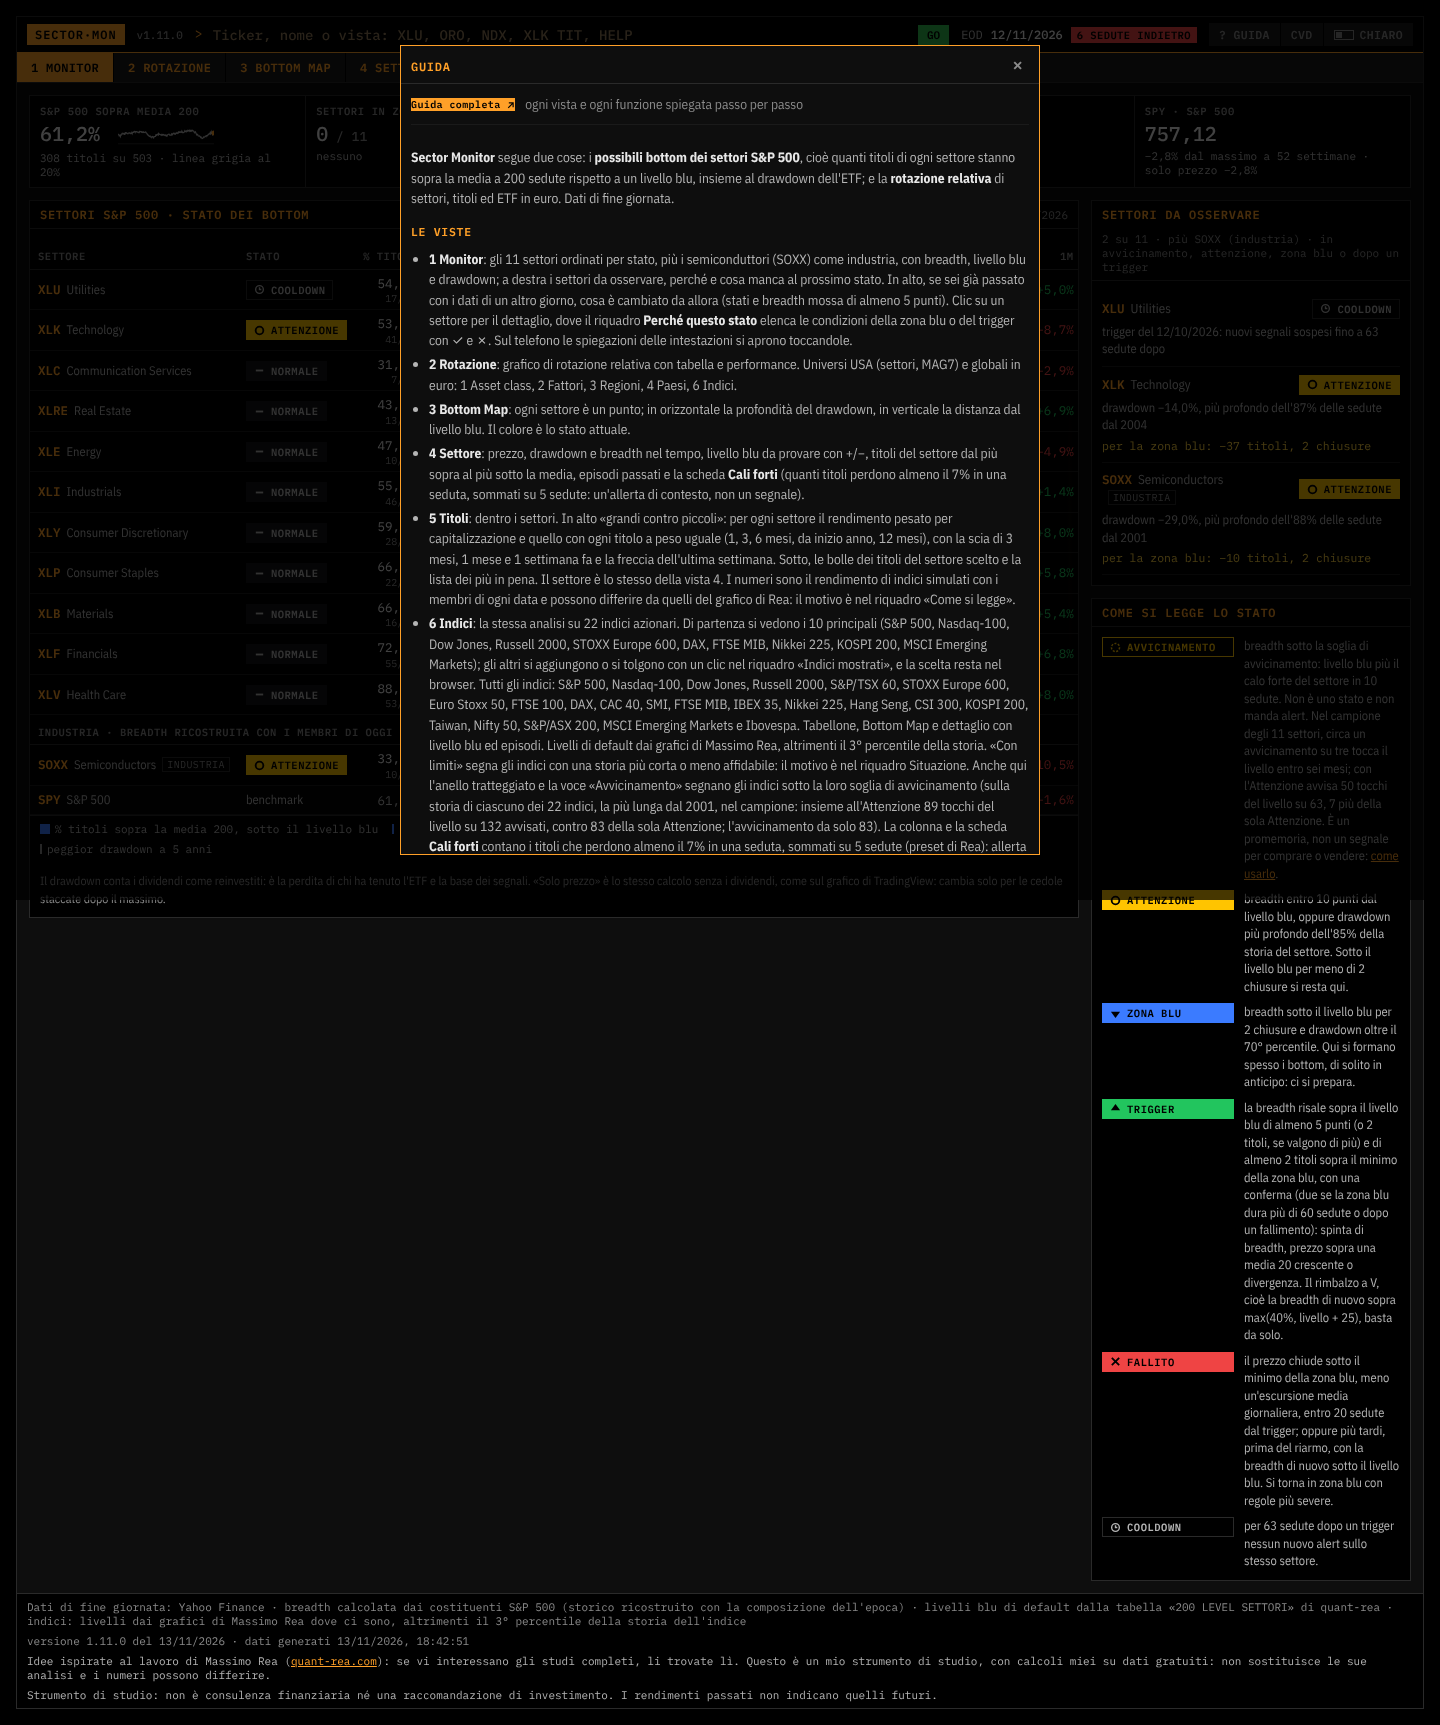 SECTOR·MON v1.11.0 > Ticker, nome o vista: XLU, ORO, NDX, XLK TIT, HELP GO EOD 12/11/2026 6 SEDUTE INDIETRO ? GUIDA CVD CHIARO
1 MONITOR 2 ROTAZIONE 3 BOTTOM MAP 4 SETT
S&P 500 SOPRA MEDIA 200
61,2%
308 titoli su 503 · linea grigia al
20%
SETTORI IN Z
0 / 11
nessuno
SPY · S&P 500
757,12
−2,8% dal massimo a 52 settimane ·
solo prezzo −2,8%
GUIDA ×
Guida completa ↗ ogni vista e ogni funzione spiegata passo per passo
Sector Monitor segue due cose: i possibili bottom dei settori S&P 500, cioè quanti titoli di ogni settore stanno
sopra la media a 200 sedute rispetto a un livello blu, insieme al drawdown dell'ETF; e la rotazione relativa di
settori, titoli ed ETF in euro. Dati di fine giornata.
LE VISTE
• 1 Monitor: gli 11 settori ordinati per stato, più i semiconduttori (SOXX) come industria, con breadth, livello blu
e drawdown; a destra i settori da osservare, perché e cosa manca al prossimo stato. In alto, se sei già passato
con i dati di un altro giorno, cosa è cambiato da allora (stati e breadth mossa di almeno 5 punti). Clic su un
settore per il dettaglio, dove il riquadro Perché questo stato elenca le condizioni della zona blu o del trigger
con ✓ e ✕. Sul telefono le spiegazioni delle intestazioni si aprono toccandole.
• 2 Rotazione: grafico di rotazione relativa con tabella e performance. Universi USA (settori, MAG7) e globali in
euro: 1 Asset class, 2 Fattori, 3 Regioni, 4 Paesi, 6 Indici.
• 3 Bottom Map: ogni settore è un punto; in orizzontale la profondità del drawdown, in verticale la distanza dal
livello blu. Il colore è lo stato attuale.
• 4 Settore: prezzo, drawdown e breadth nel tempo, livello blu da provare con +/−, titoli del settore dal più
sopra al più sotto la media, episodi passati e la scheda Cali forti (quanti titoli perdono almeno il 7% in una
seduta, sommati su 5 sedute: un'allerta di contesto, non un segnale).
• 5 Titoli: dentro i settori. In alto «grandi contro piccoli»: per ogni settore il rendimento pesato per
capitalizzazione e quello con ogni titolo a peso uguale (1, 3, 6 mesi, da inizio anno, 12 mesi), con la scia di 3
mesi, 1 mese e 1 settimana fa e la freccia dell'ultima settimana. Sotto, le bolle dei titoli del settore scelto e la
lista dei più in pena. Il settore è lo stesso della vista 4. I numeri sono il rendimento di indici simulati con i
membri di ogni data e possono differire da quelli del grafico di Rea: il motivo è nel riquadro «Come si legge».
• 6 Indici: la stessa analisi su 22 indici azionari. Di partenza si vedono i 10 principali (S&P 500, Nasdaq-100,
Dow Jones, Russell 2000, STOXX Europe 600, DAX, FTSE MIB, Nikkei 225, KOSPI 200, MSCI Emerging
Markets); gli altri si aggiungono o si tolgono con un clic nel riquadro «Indici mostrati», e la scelta resta nel
browser. Tutti gli indici: S&P 500, Nasdaq-100, Dow Jones, Russell 2000, S&P/TSX 60, STOXX Europe 600,
Euro Stoxx 50, FTSE 100, DAX, CAC 40, SMI, FTSE MIB, IBEX 35, Nikkei 225, Hang Seng, CSI 300, KOSPI 200,
Taiwan, Nifty 50, S&P/ASX 200, MSCI Emerging Markets e Ibovespa. Tabellone, Bottom Map e dettaglio con
livello blu ed episodi. Livelli di default dai grafici di Massimo Rea, altrimenti il 3° percentile della storia. «Con
limiti» segna gli indici con una storia più corta o meno affidabile: il motivo è nel riquadro Situazione. Anche qui
l'anello tratteggiato e la voce «Avvicinamento» segnano gli indici sotto la loro soglia di avvicinamento (sulla
storia di ciascuno dei 22 indici, la più lunga dal 2001, nel campione: insieme all'Attenzione 89 tocchi del
livello su 132 avvisati, contro 83 della sola Attenzione; l'avvicinamento da solo 83). La colonna e la scheda
Cali forti contano i titoli che perdono almeno il 7% in una seduta, sommati su 5 sedute (preset di Rea): allerta
SETTORI S&P 500 · STATO DEI BOTTOM 2026
SETTORE STATO % TITO 1M
XLU Utilities COOLDOWN 54, 17, 5,0%
XLK Technology ATTENZIONE 53, 41, 8,7%
XLC Communication Services NORMALE 31, 7, 2,9%
XLRE Real Estate NORMALE 43, 13, 6,9%
XLE Energy NORMALE 47, 10, 4,9%
XLI Industrials NORMALE 55, 46, 1,4%
XLY Consumer Discretionary NORMALE 59, 28, 8,0%
XLP Consumer Staples NORMALE 66, 22, 5,8%
XLB Materials NORMALE 66, 16, 5,4%
XLF Financials NORMALE 72, 55, 6,8%
XLV Health Care NORMALE 88, 53, 8,0%
INDUSTRIA · BREADTH RICOSTRUITA CON I MEMBRI DI OGGI
SOXX Semiconductors INDUSTRIA ATTENZIONE 33, 10, 10,5%
SPY S&P 500 benchmark 61, 1,6%
% titoli sopra la media 200, sotto il livello blu
peggior drawdown a 5 anni
Il drawdown conta i dividendi come reinvestiti: è la perdita di chi ha tenuto l'ETF e la base dei segnali. «Solo prezzo» è lo stesso calcolo senza i dividendi, come sul grafico di TradingView: cambia solo per le cedole
staccate dopo il massimo.
SETTORI DA OSSERVARE
2 su 11 · più SOXX (industria) · in
avvicinamento, attenzione, zona blu o dopo un
trigger
XLU Utilities COOLDOWN
trigger del 12/10/2026: nuovi segnali sospesi fino a 63
sedute dopo
XLK Technology ATTENZIONE
drawdown −14,0%, più profondo dell'87% delle sedute
dal 2004
per la zona blu: −37 titoli, 2 chiusure
SOXX Semiconductors ATTENZIONE
INDUSTRIA
drawdown −29,0%, più profondo dell'88% delle sedute
dal 2001
per la zona blu: −10 titoli, 2 chiusure
COME SI LEGGE LO STATO
AVVICINAMENTO breadth sotto la soglia di
avvicinamento: livello blu più il
calo forte del settore in 10
sedute. Non è uno stato e non
manda alert. Nel campione
degli 11 settori, circa un
avvicinamento su tre tocca il
livello entro sei mesi; con
l'Attenzione avvisa 50 tocchi
del livello su 63, 7 più della
sola Attenzione. È un
promemoria, non un segnale
per comprare o vendere: come
usarlo.
ATTENZIONE breadth entro 10 punti dal
livello blu, oppure drawdown
più profondo dell'85% della
storia del settore. Sotto il
livello blu per meno di 2
chiusure si resta qui.
ZONA BLU breadth sotto il livello blu per
2 chiusure e drawdown oltre il
70° percentile. Qui si formano
spesso i bottom, di solito in
anticipo: ci si prepara.
TRIGGER la breadth risale sopra il livello
blu di almeno 5 punti (o 2
titoli, se valgono di più) e di
almeno 2 titoli sopra il minimo
della zona blu, con una
conferma (due se la zona blu
dura più di 60 sedute o dopo
un fallimento): spinta di
breadth, prezzo sopra una
media 20 crescente o
divergenza. Il rimbalzo a V,
cioè la breadth di nuovo sopra
max(40%, livello + 25), basta
da solo.
FALLITO il prezzo chiude sotto il
minimo della zona blu, meno
un'escursione media
giornaliera, entro 20 sedute
dal trigger; oppure più tardi,
prima del riarmo, con la
breadth di nuovo sotto il livello
blu. Si torna in zona blu con
regole più severe.
COOLDOWN per 63 sedute dopo un trigger
nessun nuovo alert sullo
stesso settore.
Dati di fine giornata: Yahoo Finance · breadth calcolata dai costituenti S&P 500 (storico ricostruito con la composizione dell'epoca) · livelli blu di default dalla tabella «200 LEVEL SETTORI» di quant-rea ·
indici: livelli dai grafici di Massimo Rea dove ci sono, altrimenti il 3° percentile della storia dell'indice
versione 1.11.0 del 13/11/2026 · dati generati 13/11/2026, 18:42:51
Idee ispirate al lavoro di Massimo Rea (quant-rea.com): se vi interessano gli studi completi, li trovate lì. Questo è un mio strumento di studio, con calcoli miei su dati gratuiti: non sostituisce le sue
analisi e i numeri possono differire.
Strumento di studio: non è consulenza finanziaria né una raccomandazione di investimento. I rendimenti passati non indicano quelli futuri.